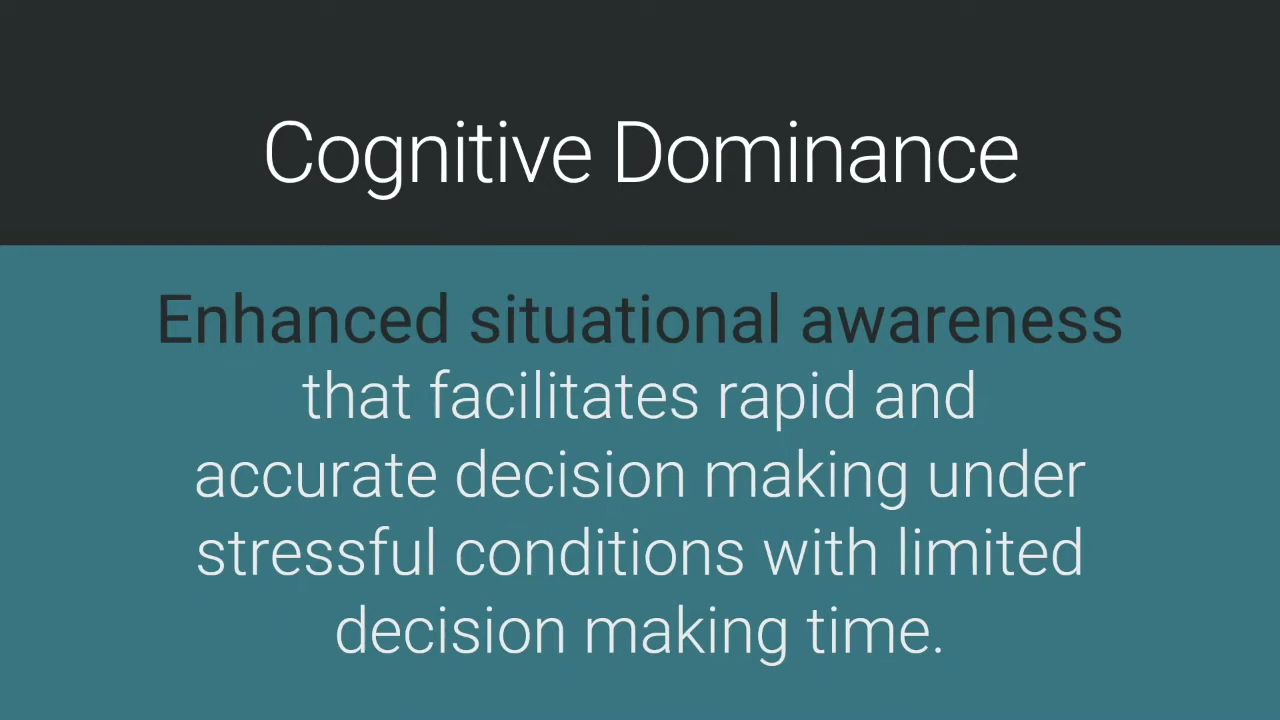 Cognitive Dominance
Enhanced situational awareness
that facilitates rapid and
accurate decision making under
stressful conditions with limited
decision making time.